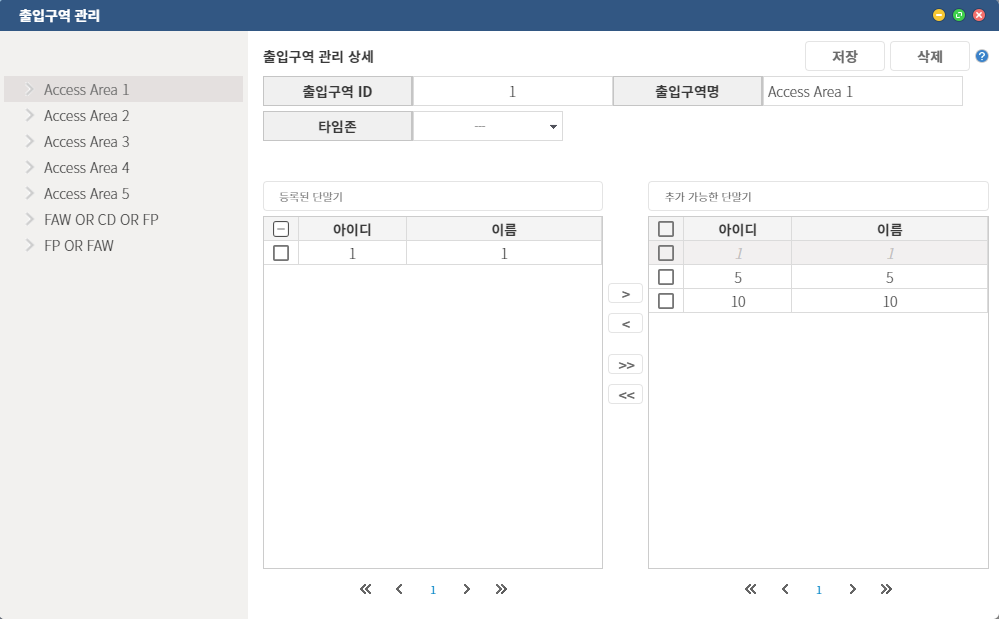 출입구역 관리
Access Area 1
Access Area 2
Access Area 3
Access Area 4
Access Area 5
FAW OR CD OR FP
FP OR FAW
출입구역 관리 상세
저장 삭제 ?
출입구역 ID 1 출입구역명 Access Area 1
타임존 ---
등록된 단말기
아이디 이름
1 1
>
<
>>
<<
추가 가능한 단말기
아이디 이름
1 1
5 5
10 10
« ‹ 1 › »
« ‹ 1 › »